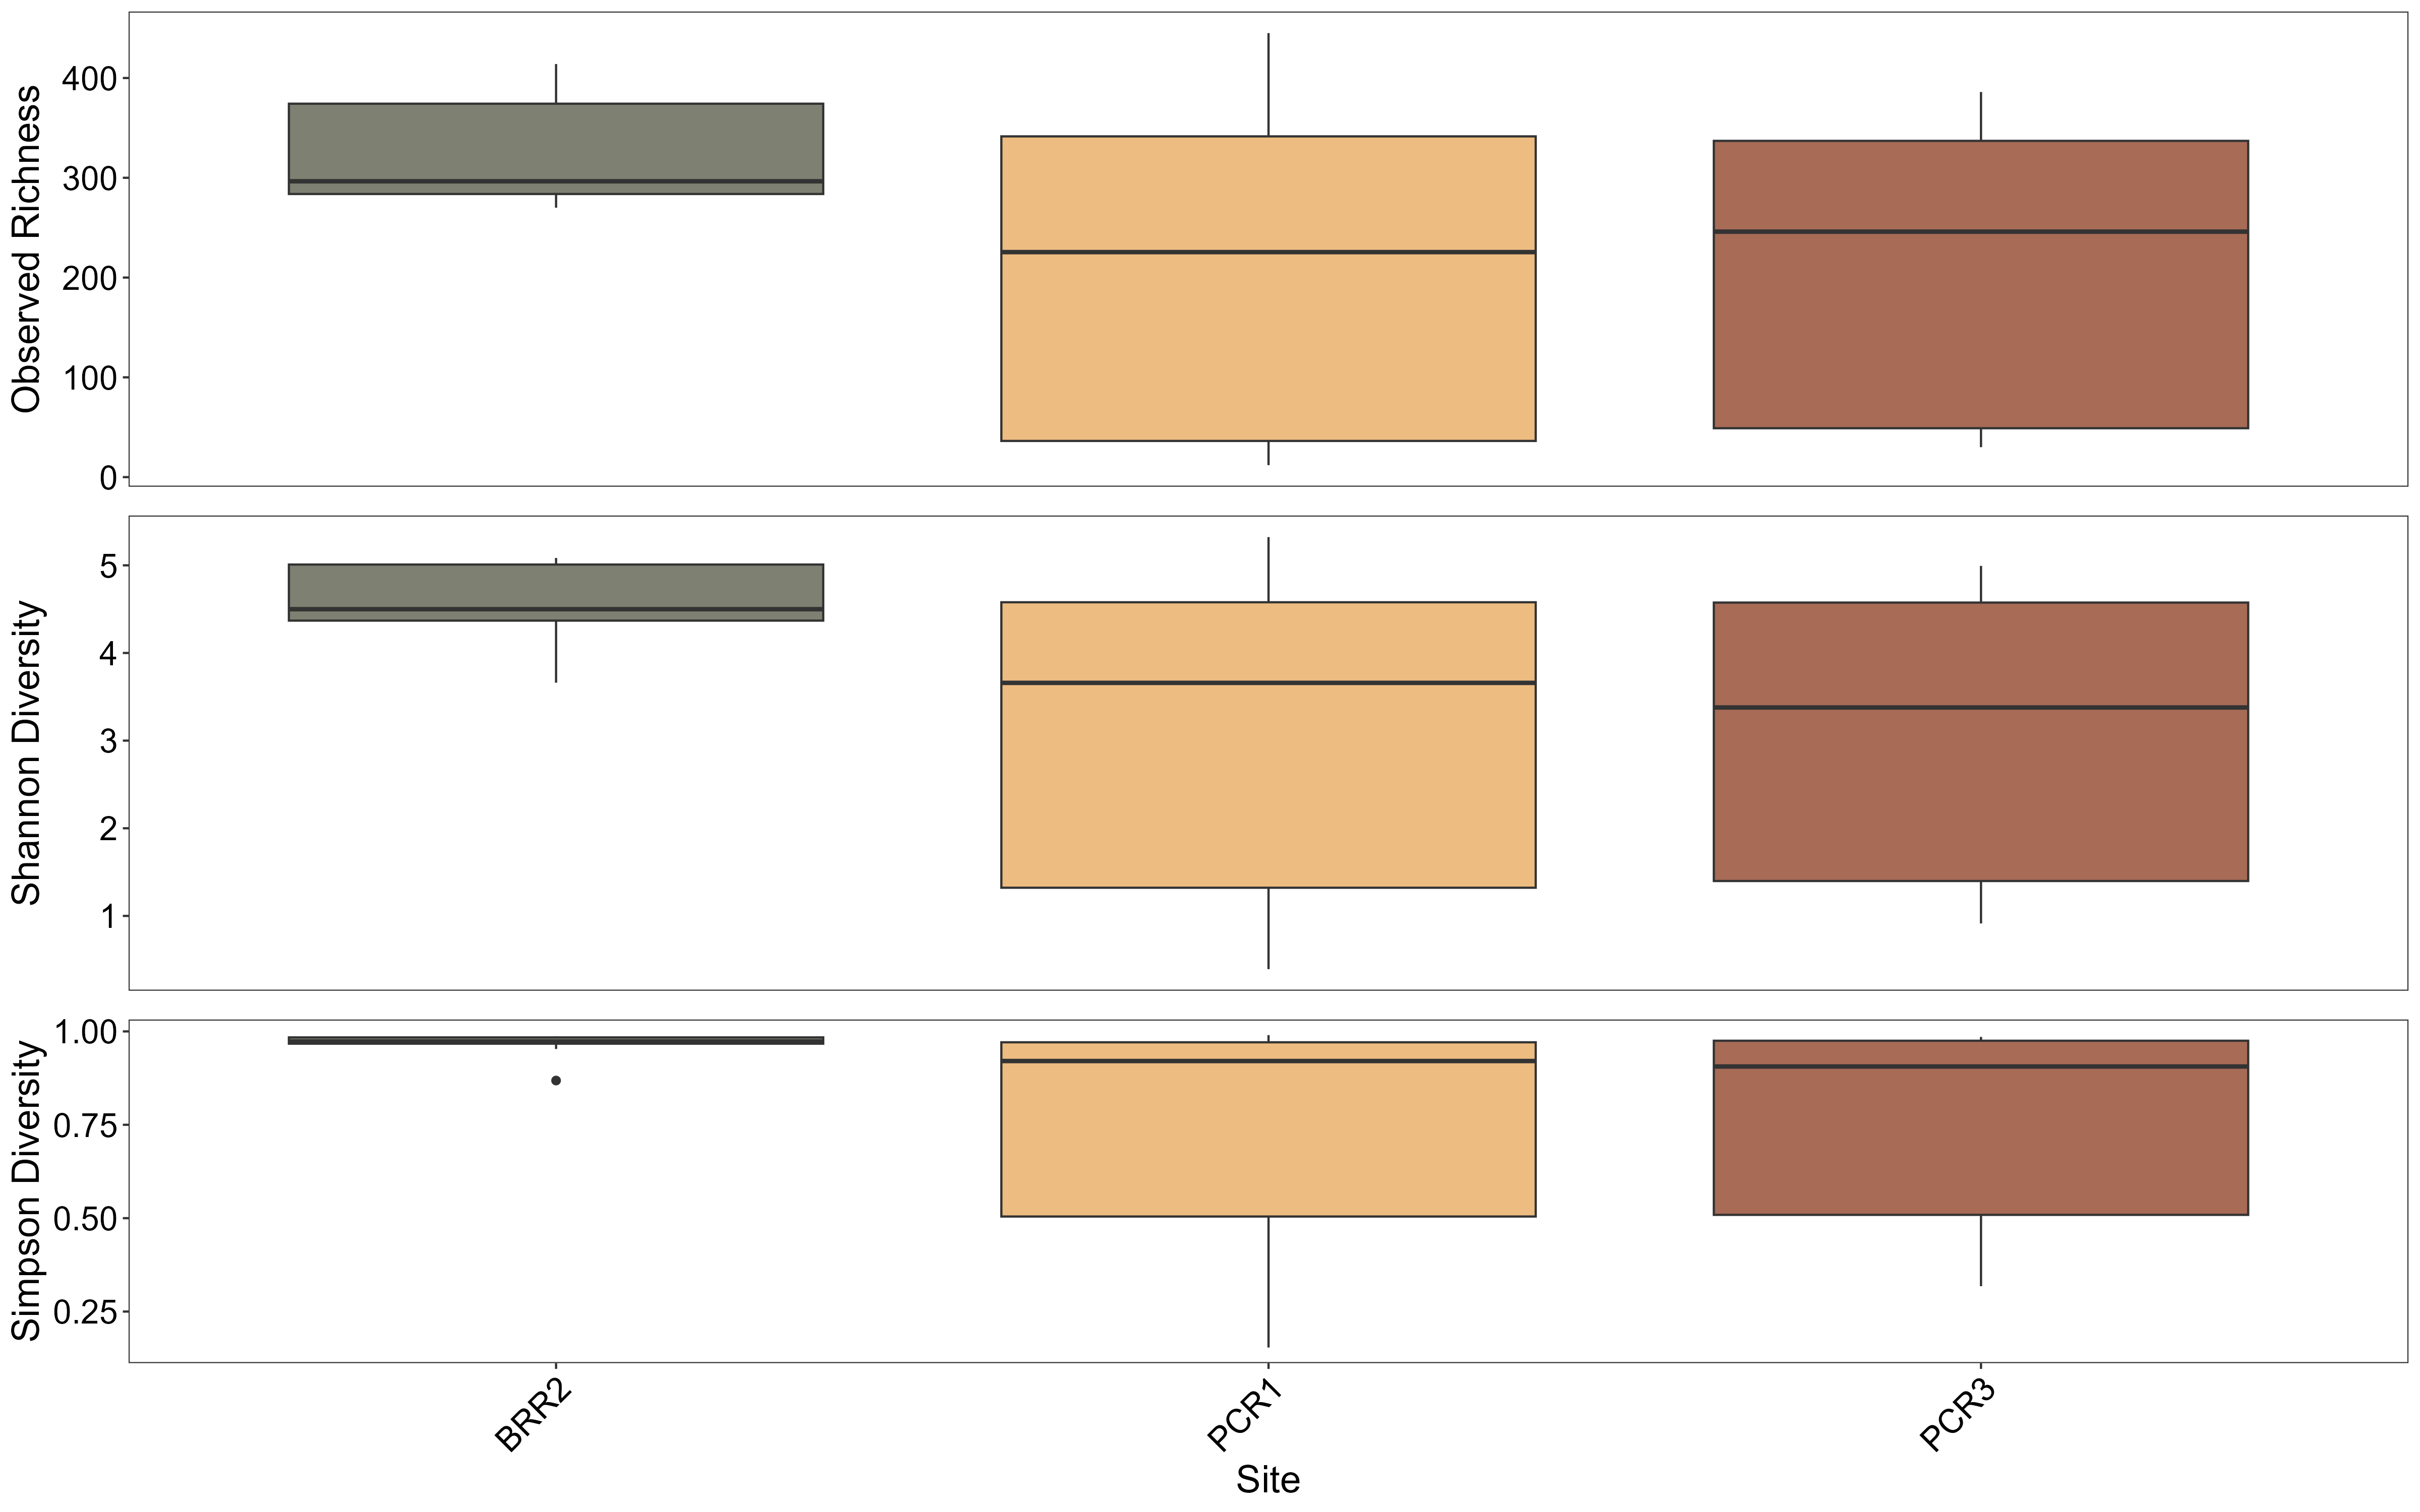 Observed Richness
400
300
200
100
0
Shannon Diversity
5
4
3
2
1
Simpson Diversity
1.00
0.75
0.50
0.25
BRR2
PCR1
PCR3
Site